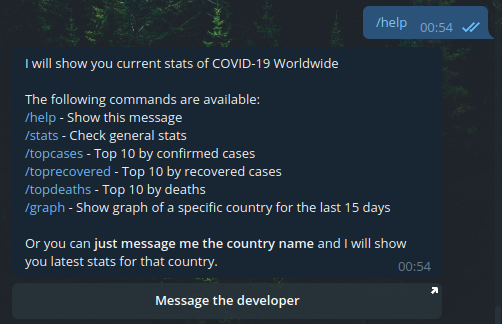 /help 00:54
I will show you current stats of COVID-19 Worldwide
The following commands are available:
/help - Show this message
/stats - Check general stats
/topcases - Top 10 by confirmed cases
/toprecovered - Top 10 by recovered cases
/topdeaths - Top 10 by deaths
/graph - Show graph of a specific country for the last 15 days
Or you can just message me the country name and I will show
you latest stats for that country.
00:54
Message the developer